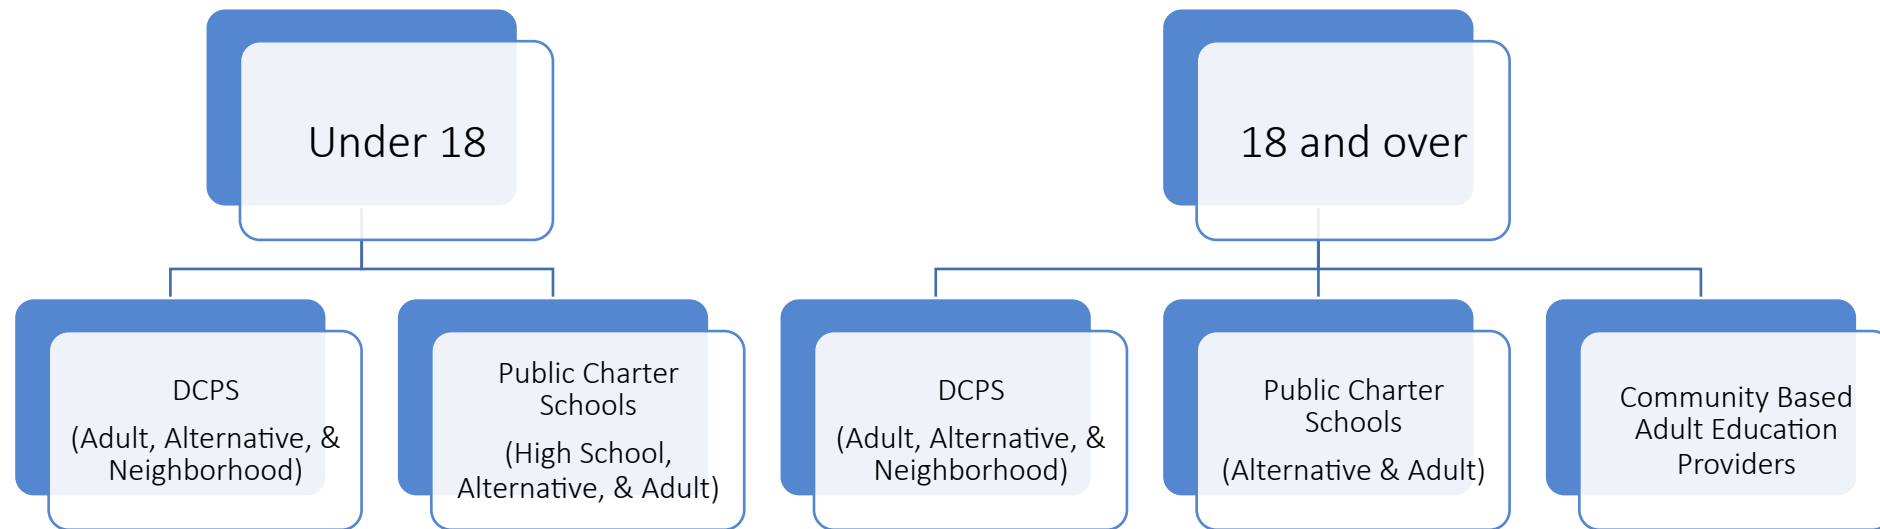 Under 18
18 and over
DCPS
(Adult, Alternative, &
Neighborhood)
Public Charter
Schools
(High School,
Alternative, & Adult)
DCPS
(Adult, Alternative, &
Neighborhood)
Public Charter
Schools
(Alternative & Adult)
Community Based
Adult Education
Providers